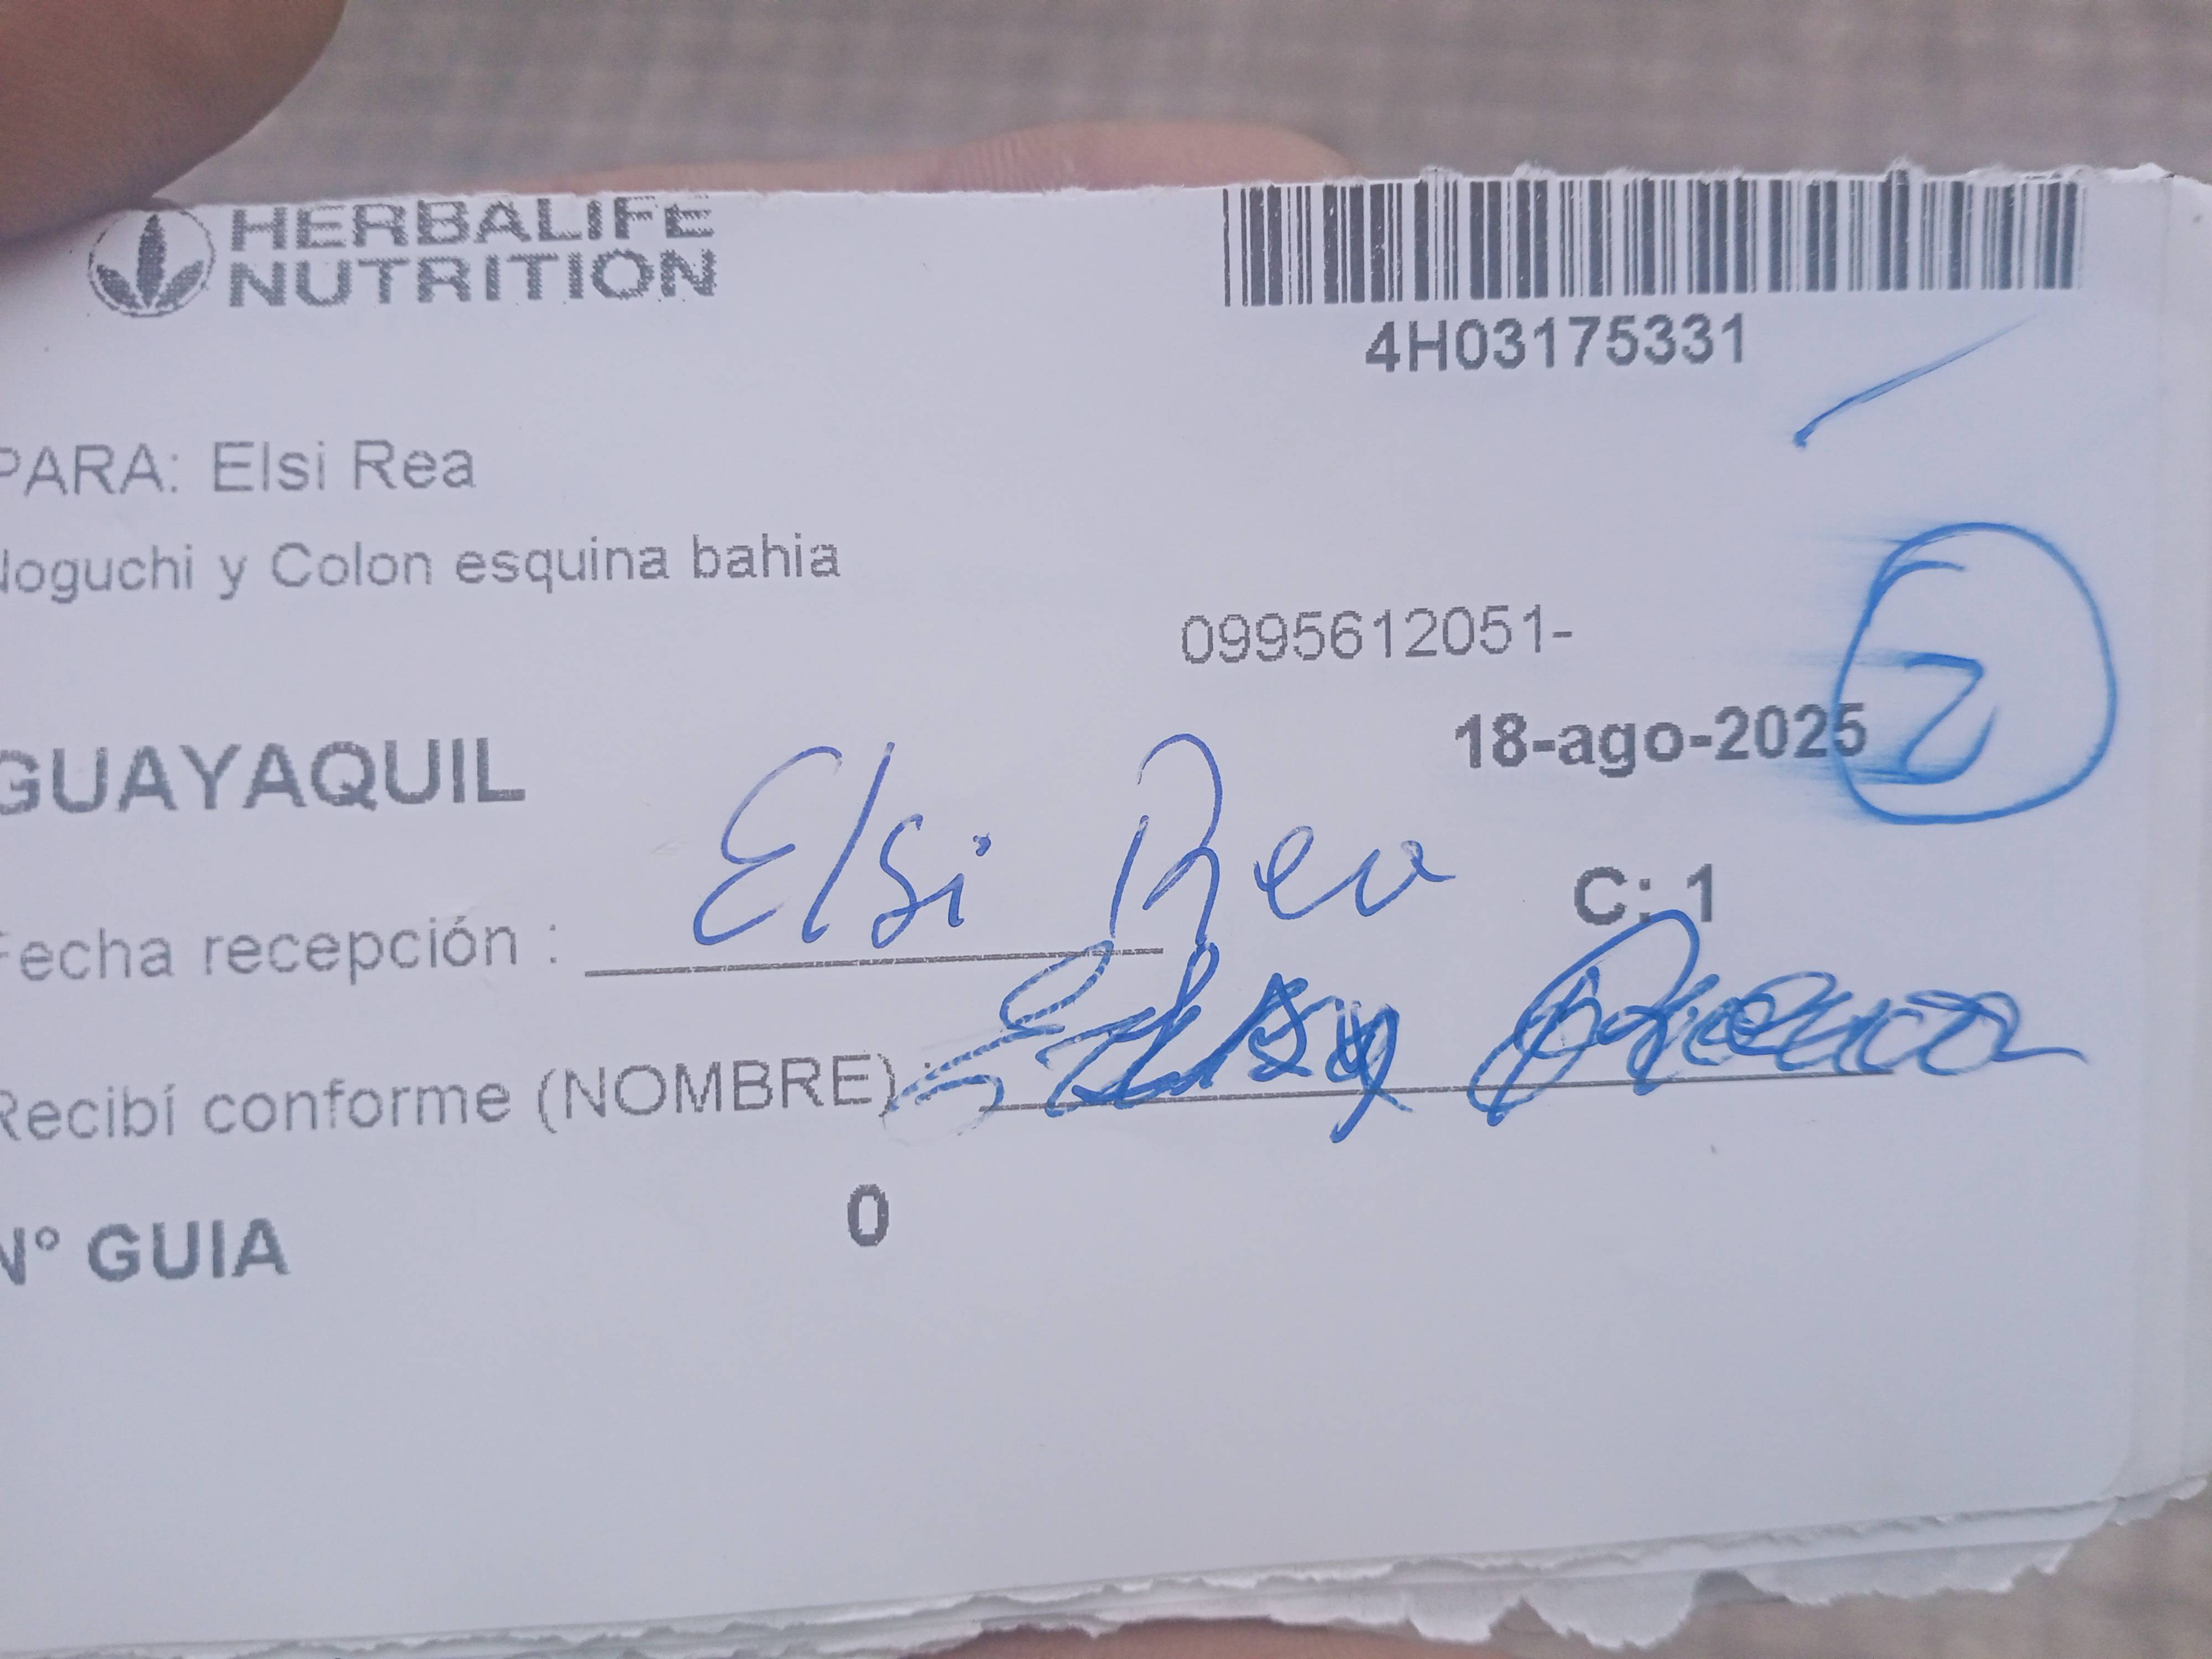 HERBALIFE
NUTRITION
4H03175331
PARA: Elsi Rea
Noguchi y Colon esquina bahia
0995612051-
18-ago-2025
2
GUAYAQUIL
C: 1
Fecha recepción : Elsi Rea
Recibí conforme (NOMBRE) :
0
N° GUIA